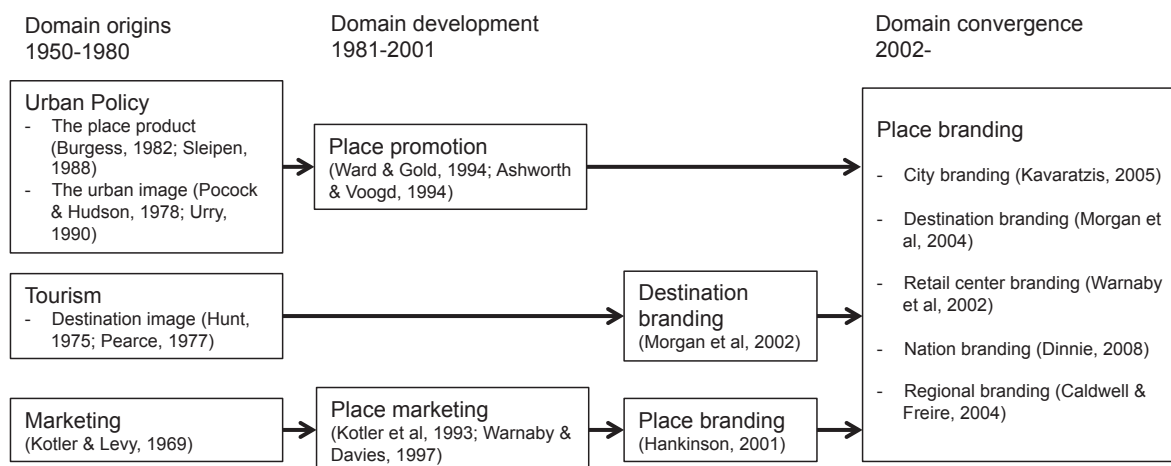 Domain origins
1950-1980
Domain development
1981-2001
Domain convergence
2002-
Urban Policy
- The place product
(Burgess, 1982; Sleipen,
1988)
- The urban image (Pocock
& Hudson, 1978; Urry,
1990)
Place promotion
(Ward & Gold, 1994; Ashworth
& Voogd, 1994)
Tourism
- Destination image (Hunt,
1975; Pearce, 1977)
Destination
branding
(Morgan et al, 2002)
Marketing
(Kotler & Levy, 1969)
Place marketing
(Kotler et al, 1993; Warnaby &
Davies, 1997)
Place branding
(Hankinson, 2001)
Place branding
- City branding (Kavaratzis, 2005)
- Destination branding (Morgan
et al, 2004)
- Retail center branding (Warnaby
et al, 2002)
- Nation branding (Dinnie, 2008)
- Regional branding (Caldwell &
Freire, 2004)